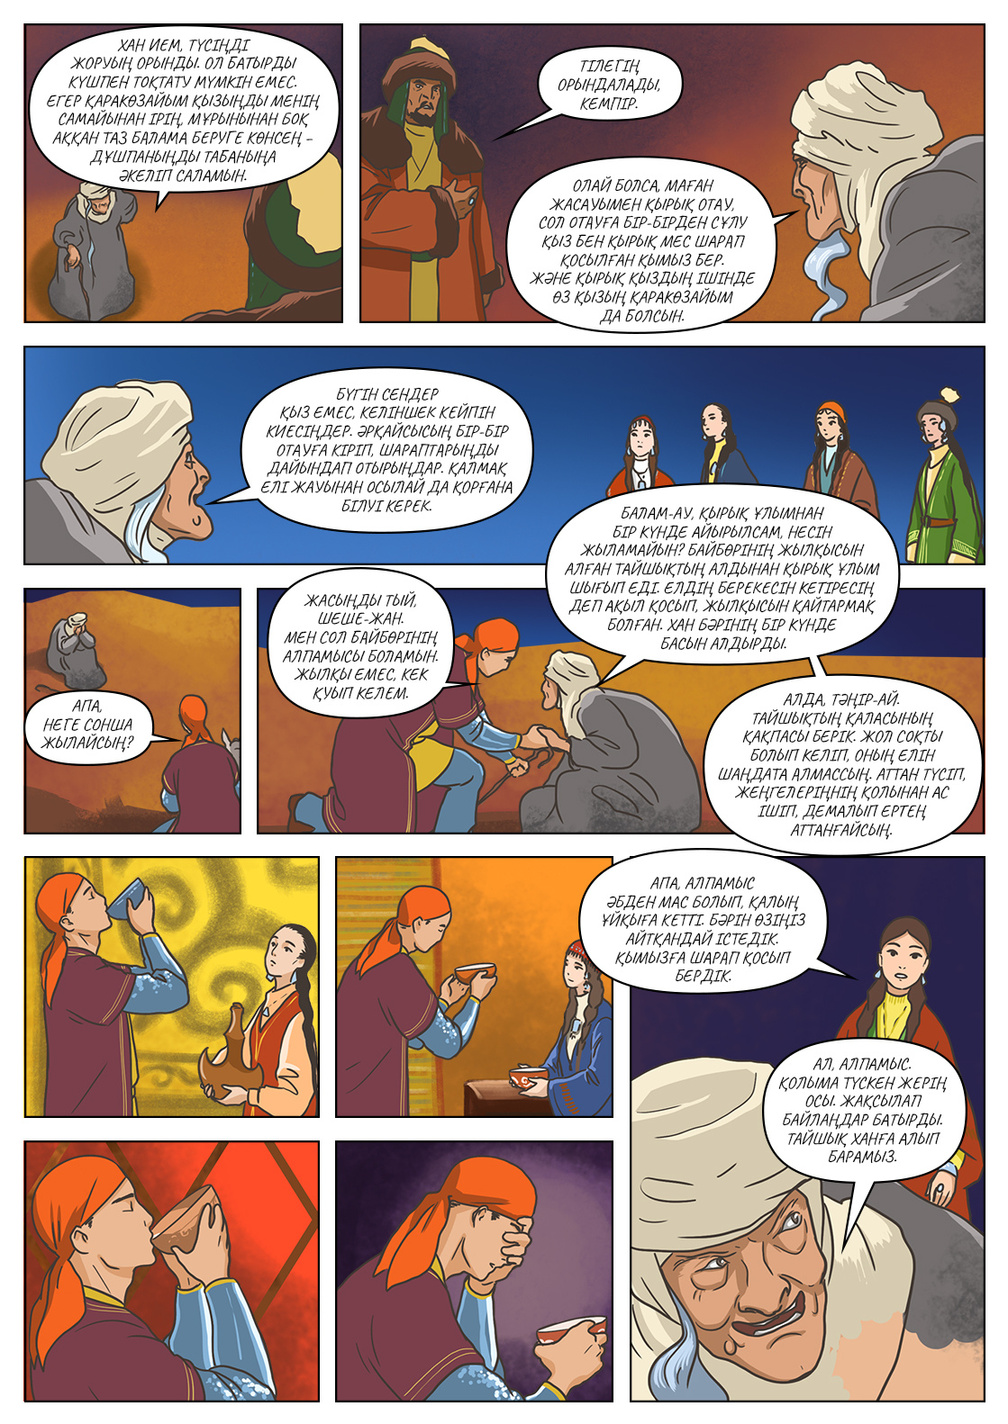 ХАН ИЕМ, ТҮСІҢДІ
ЖОРУЫҢ ОРЫНДЫ. ОЛ БАТЫРДЫ
КҮШПЕН ТОҚТАТУ МҮМКІН ЕМЕС.
ЕГЕР ҚАРАКӨЗАЙЫМ ҚЫЗЫҢДЫ МЕНІҢ
САМАЙЫНАН ІРІҢ, МҰРЫНЫНАН БОҚ
АҚҚАН ТАЗ БАЛАМА БЕРУГЕ КӨНСЕҢ –
ДҰШПАНЫҢДЫ ТАБАНЫҢА
ӘКЕЛІП САЛАМЫН.
ТІЛЕГІҢ
ОРЫНДАЛАДЫ,
КЕМПІР.
ОЛАЙ БОЛСА, МАҒАН
ЖАСАУЫМЕН ҚЫРЫҚ ОТАУ,
СОЛ ОТАУҒА БІР-БІРДЕН СҰЛУ
ҚЫЗ БЕН ҚЫРЫҚ МЕС ШАРАП
ҚОСЫЛҒАН ҚЫМЫЗ БЕР.
ЖӘНЕ ҚЫРЫҚ ҚЫЗДЫҢ ІШІНДЕ
ӨЗ ҚЫЗЫҢ ҚАРАКӨЗАЙЫМ
ДА БОЛСЫН.
БҮГІН СЕНДЕР
ҚЫЗ ЕМЕС, КЕЛІНШЕК КЕЙПІН
КИЕСІҢДЕР. ӘРҚАЙСЫСЫҢ БІР-БІР
ОТАУҒА КІРІП, ШАРАПТАРЫҢДЫ
ДАЙЫНДАП ОТЫРЫҢДАР. ҚАЛМАҚ
ЕЛІ ЖАУЫНАН ОСЫЛАЙ ДА ҚОРҒАНА
БІЛУІ КЕРЕК.
АПА,
НЕГЕ СОНША
ЖЫЛАЙСЫҢ?
БАЛАМ-АУ, ҚЫРЫҚ ҰЛЫМНАН
БІР КҮНДЕ АЙЫРЫЛСАМ, НЕСІН
ЖЫЛАМАЙЫН? БАЙБӨРІНІҢ ЖЫЛҚЫСЫН
АЛҒАН ТАЙШЫҚТЫҢ АЛДЫНАН ҚЫРЫҚ ҰЛЫМ
ШЫҒЫП ЕДІ. ЕЛДІҢ БЕРЕКЕСІН КЕТІРЕСІҢ
ДЕП АҚЫЛ ҚОСЫП, ЖЫЛҚЫСЫН ҚАЙТАРМАҚ
БОЛҒАН. ХАН БӘРІНІҢ БІР КҮНДЕ
БАСЫН АЛДЫРДЫ.
ЖАСЫҢДЫ ТЫЙ,
ШЕШЕ-ЖАН.
МЕН СОЛ БАЙБӨРІНІҢ
АЛПАМЫСЫ БОЛАМЫН.
ЖЫЛҚЫ ЕМЕС, КЕК
ҚУЫП КЕЛЕМ.
АЛДА, ТӘҢІР-АЙ.
ТАЙШЫҚТЫҢ ҚАЛАСЫНЫҢ
ҚАҚПАСЫ БЕРІК. ЖОЛ СОҚТЫ
БОЛЫП КЕЛІП, ОНЫҢ ЕЛІН
ШАҢДАТА АЛМАССЫҢ. АТТАН ТҮСІП,
ЖЕҢГЕЛЕРІҢНІҢ ҚОЛЫНАН АС
ІШІП, ДЕМАЛЫП ЕРТЕҢ
АТТАНҒАЙСЫҢ.
АПА, АЛПАМЫС
ӘБДЕН МАС БОЛЫП, ҚАЛЫҢ
ҰЙҚЫҒА КЕТТІ. БӘРІН ӨЗІҢІЗ
АЙТҚАНДАЙ ІСТЕДІК.
ҚЫМЫЗҒА ШАРАП ҚОСЫП
БЕРДІК.
АЛ, АЛПАМЫС.
ҚОЛЫМА ТҮСКЕН ЖЕРІҢ
ОСЫ. ЖАҚСЫЛАП
БАЙЛАҢДАР БАТЫРДЫ.
ТАЙШЫҚ ХАНҒА АЛЫП
БАРАМЫЗ.